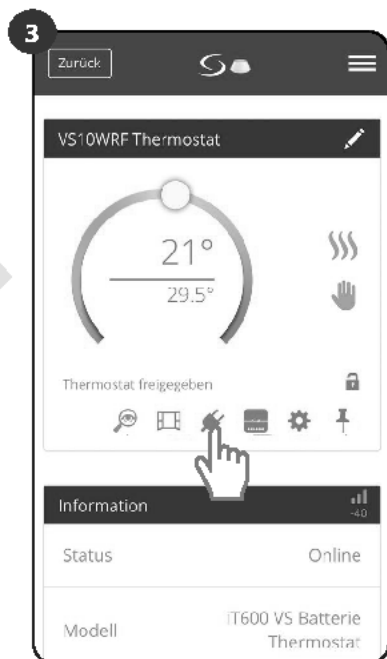 3
Zurück
VS10WRF Thermostat
21°
29.5°
Thermostat freigegeben
Information
-40
Status Online
Modell iT600 VS Batterie
Thermostat